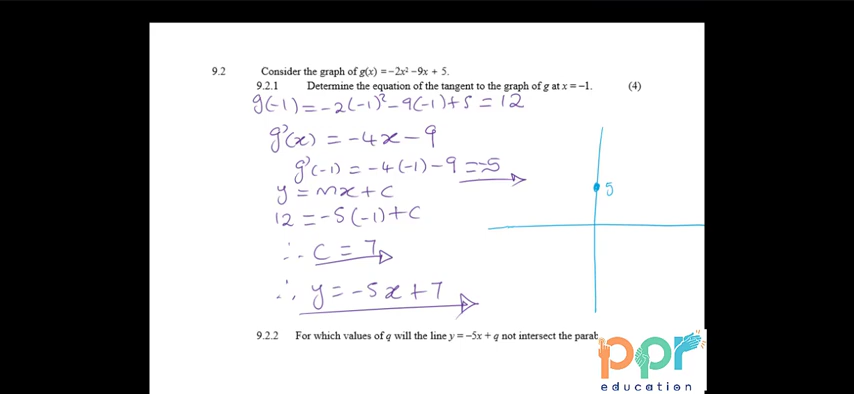 9.2 Consider the graph of g(x) = −2x² −9x + 5.
9.2.1 Determine the equation of the tangent to the graph of g at x = −1. (4)
g(-1) = -2(-1)² - 9(-1) + 5 = 12
g'(x) = -4x - 9
g'(-1) = -4(-1) - 9 = -5
y = mx + c
5
12 = -5(-1) + c
∴ c = 7
∴ y = -5x + 7
9.2.2 For which values of q will the line y = −5x + q not intersect the parab
ppr
education